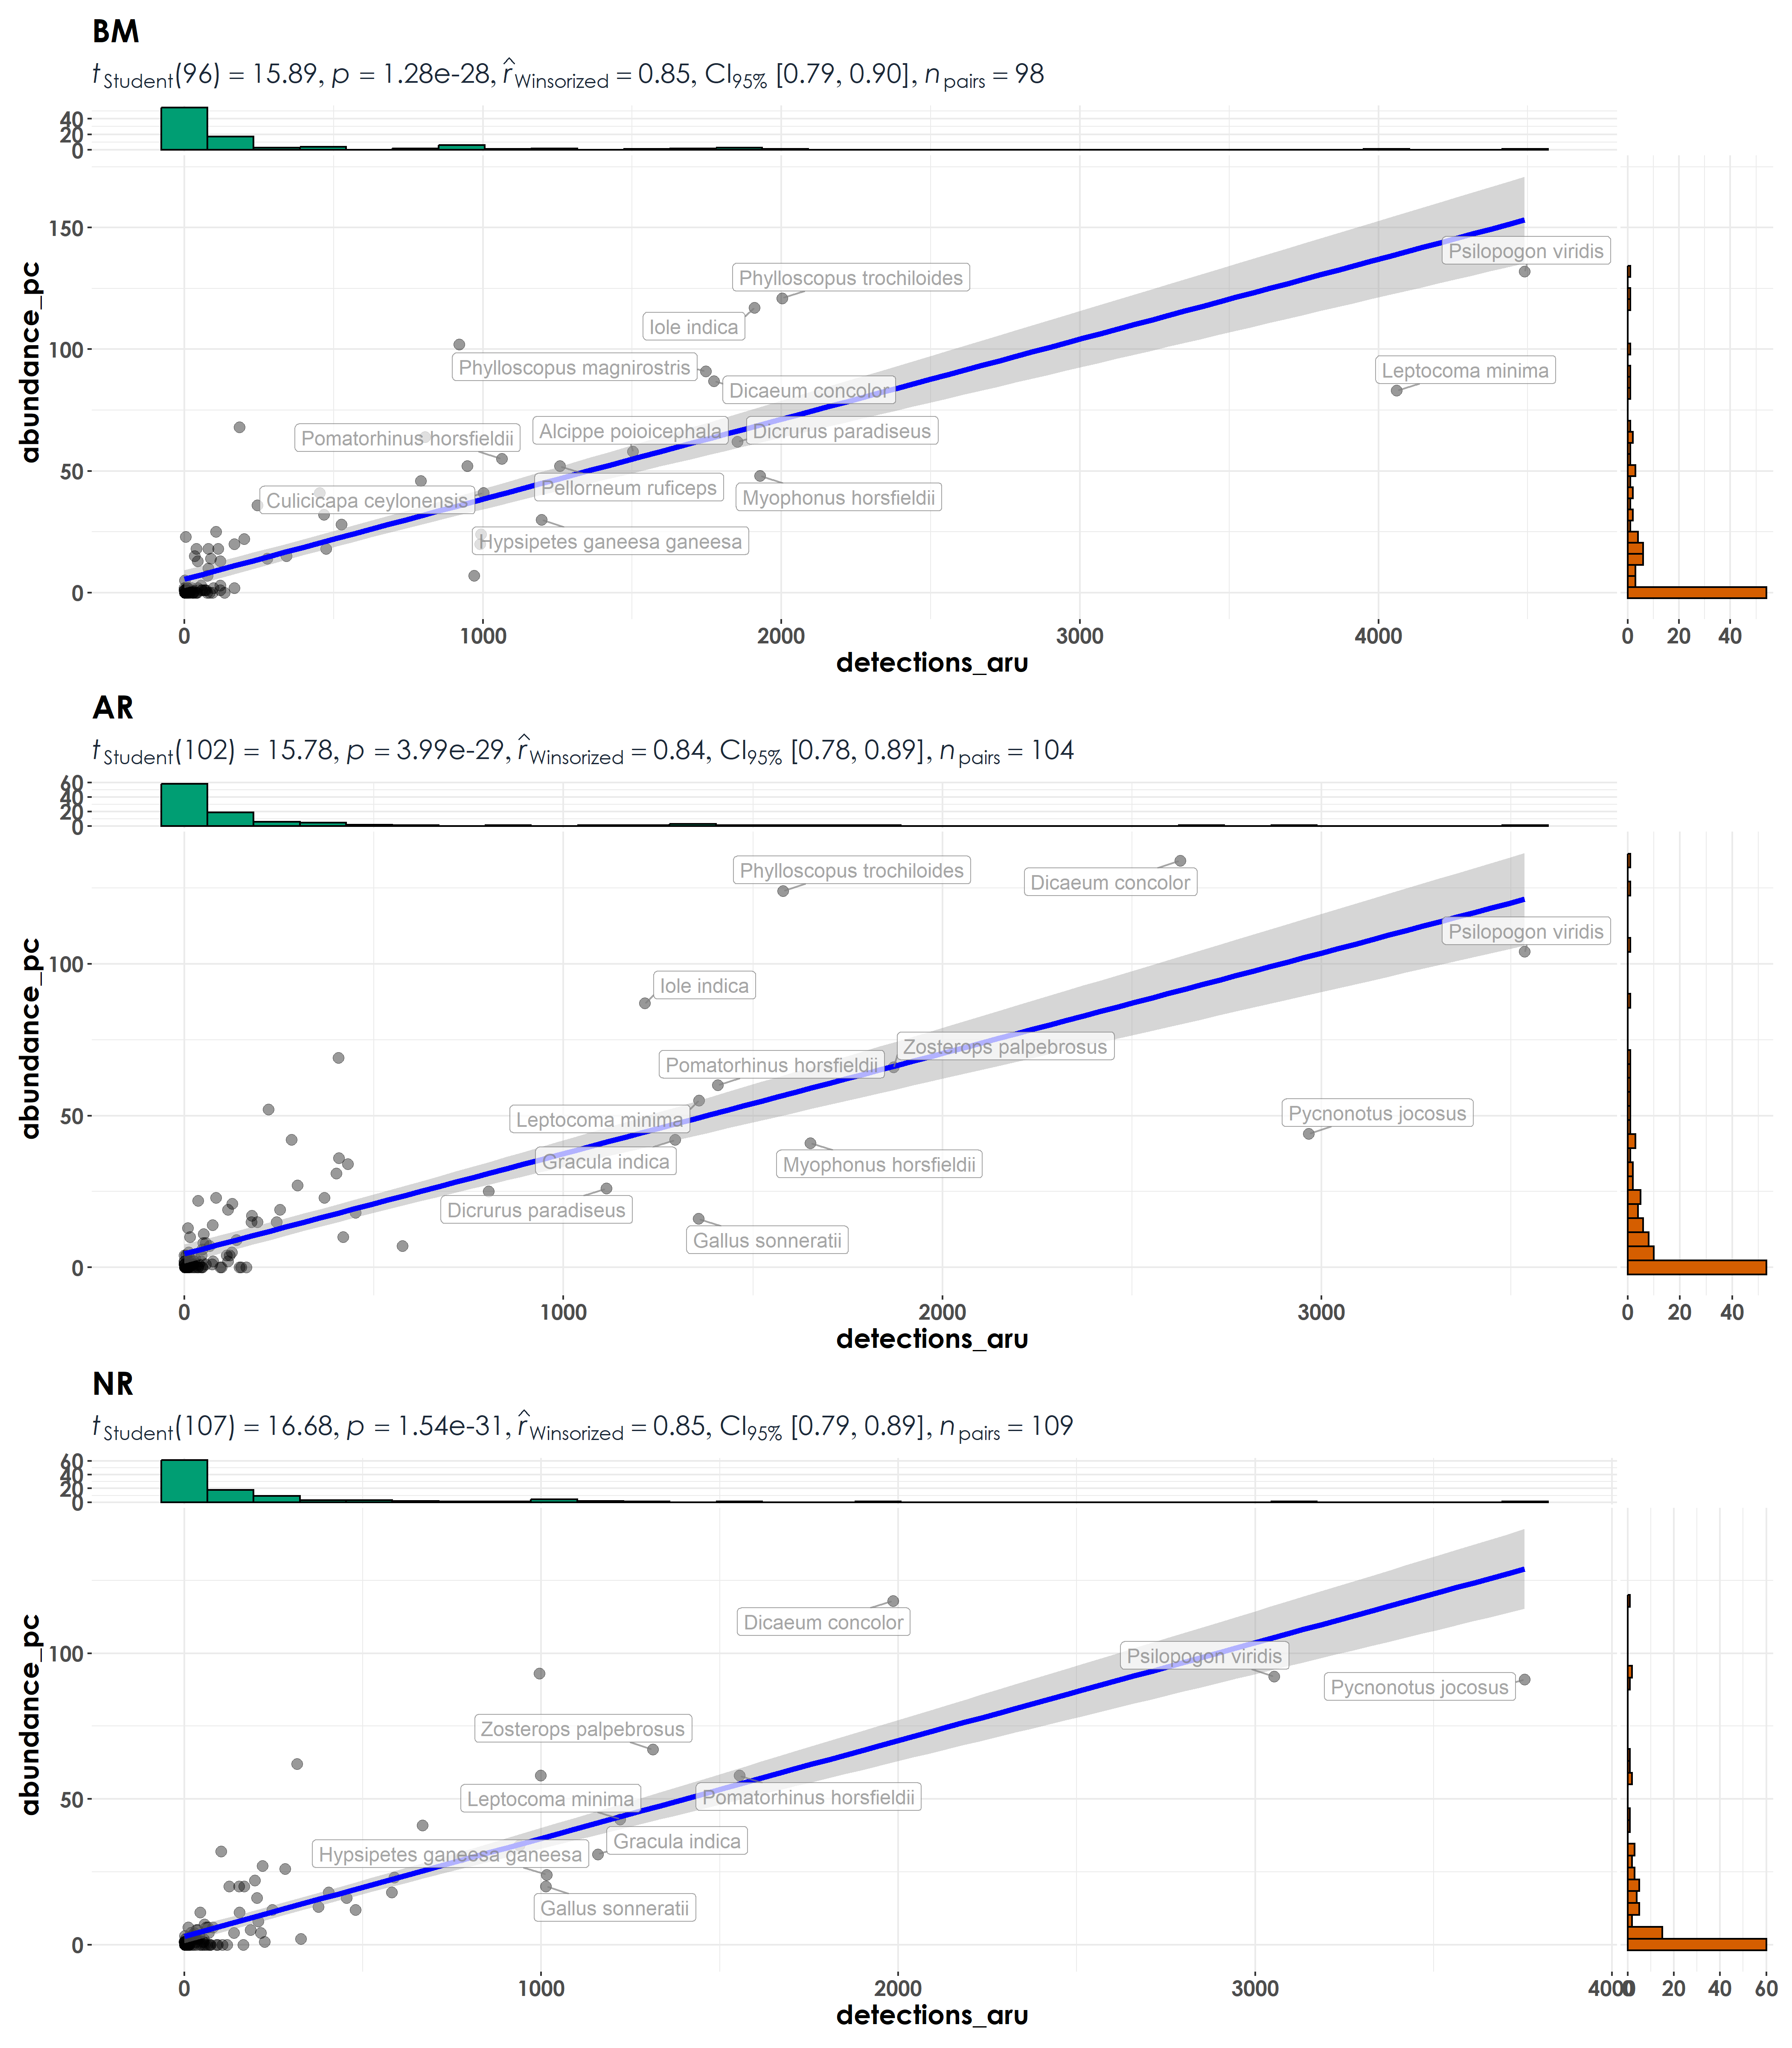 BM
t Student(96) = 15.89, p = 1.28e-28, r̂ Winsorized = 0.85, CI95% [0.79, 0.90], n pairs = 98
40
20
0
150
100
50
0
abundance_pc
Psilopogon viridis
Phylloscopus trochiloides
Iole indica
Phylloscopus magnirostris
Leptocoma minima
Dicaeum concolor
Pomatorhinus horsfieldii
Alcippe poioicephala
Dicrurus paradiseus
Culicicapa ceylonensis
Pellorneum ruficeps
Myophonus horsfieldii
Hypsipetes ganeesa ganeesa
0 1000 2000 3000 4000
0 20 40
detections_aru
AR
t Student(102) = 15.78, p = 3.99e-29, r̂ Winsorized = 0.84, CI95% [0.78, 0.89], n pairs = 104
60
40
20
0
100
50
0
abundance_pc
Phylloscopus trochiloides
Dicaeum concolor
Psilopogon viridis
Iole indica
Zosterops palpebrosus
Pomatorhinus horsfieldii
Leptocoma minima
Pycnonotus jocosus
Gracula indica
Myophonus horsfieldii
Dicrurus paradiseus
Gallus sonneratii
0 1000 2000 3000
0 20 40
detections_aru
NR
t Student(107) = 16.68, p = 1.54e-31, r̂ Winsorized = 0.85, CI95% [0.79, 0.89], n pairs = 109
60
40
20
0
100
50
0
abundance_pc
Dicaeum concolor
Psilopogon viridis
Pycnonotus jocosus
Zosterops palpebrosus
Leptocoma minima
Pomatorhinus horsfieldii
Gracula indica
Hypsipetes ganeesa ganeesa
Gallus sonneratii
0 1000 2000 3000 4000
0 20 40 60
detections_aru